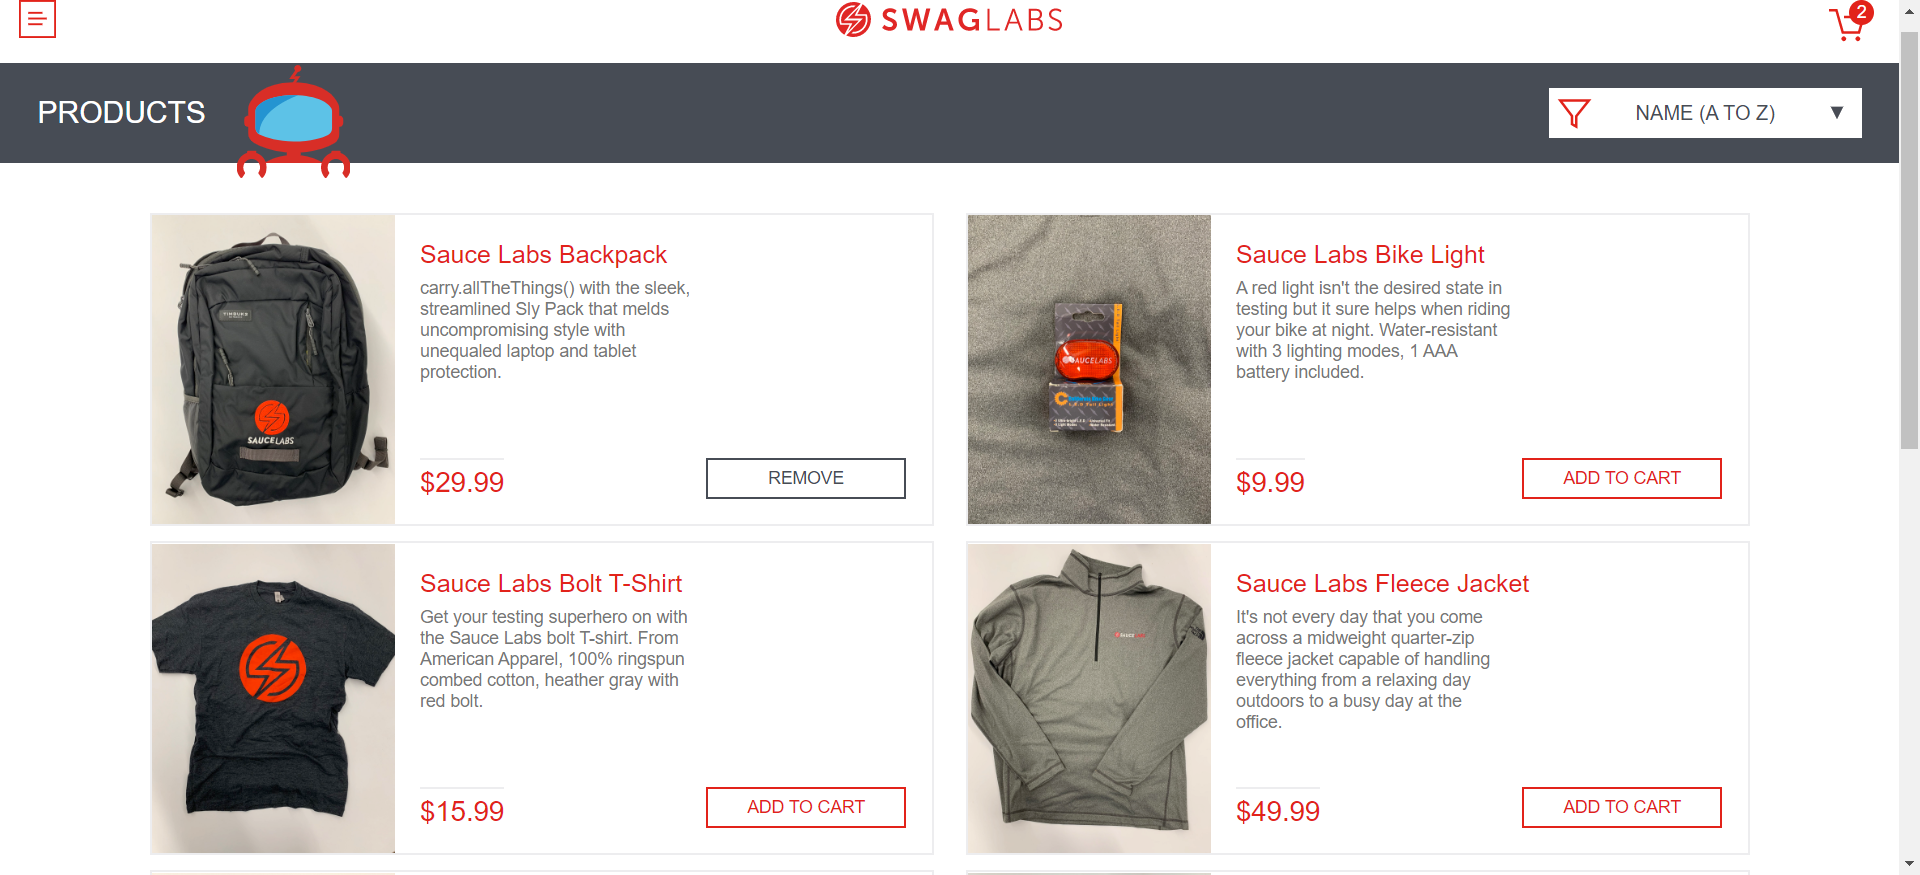 SWAGLABS
2
PRODUCTS
NAME (A TO Z)
Sauce Labs Backpack
carry.allTheThings() with the sleek,
streamlined Sly Pack that melds
uncompromising style with
unequaled laptop and tablet
protection.
$29.99
REMOVE
SAUCELABS
Sauce Labs Bike Light
A red light isn't the desired state in
testing but it sure helps when riding
your bike at night. Water-resistant
with 3 lighting modes, 1 AAA
battery included.
$9.99
ADD TO CART
SAUCELABS
Sauce Labs Bolt T-Shirt
Get your testing superhero on with
the Sauce Labs bolt T-shirt. From
American Apparel, 100% ringspun
combed cotton, heather gray with
red bolt.
$15.99
ADD TO CART
Sauce Labs Fleece Jacket
It's not every day that you come
across a midweight quarter-zip
fleece jacket capable of handling
everything from a relaxing day
outdoors to a busy day at the
office.
$49.99
ADD TO CART